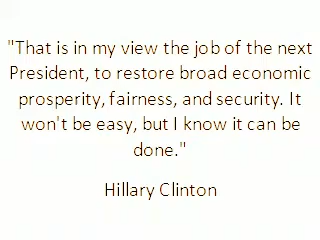 "That is in my view the job of the next
President, to restore broad economic
prosperity, fairness, and security. It
won't be easy, but I know it can be
done."
Hillary Clinton